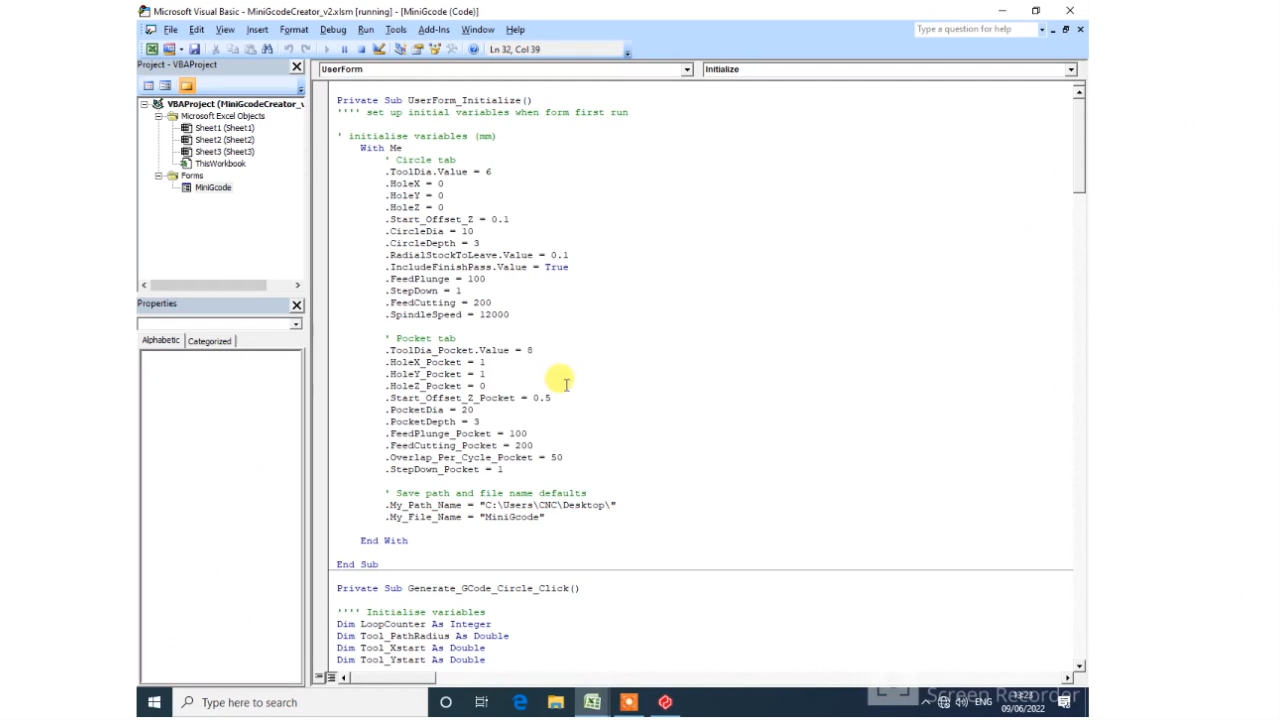 Microsoft Visual Basic - MiniGcodeCreator_v2.xlsm [running] - [MiniGcode (Code)]
File Edit View Insert Format Debug Run Tools Add-Ins Window Help
Type a question for help
Ln 32, Col 39
Project - VBAProject
UserForm
Initialize
VBAProject (MiniGcodeCreator_v
Microsoft Excel Objects
Sheet1 (Sheet1)
Sheet2 (Sheet2)
Sheet3 (Sheet3)
ThisWorkbook
Forms
MiniGcode
Properties
Alphabetic Categorized
Private Sub UserForm_Initialize()
'''' set up initial variables when form first run
' initialise variables (mm)
With Me
' Circle tab
.ToolDia.Value = 6
.HoleX = 0
.HoleY = 0
.HoleZ = 0
.Start_Offset_Z = 0.1
.CircleDia = 10
.CircleDepth = 3
.RadialStockToLeave.Value = 0.1
.IncludeFinishPass.Value = True
.FeedPlunge = 100
.StepDown = 1
.FeedCutting = 200
.SpindleSpeed = 12000
' Pocket tab
.ToolDia_Pocket.Value = 8
.HoleX_Pocket = 1
.HoleY_Pocket = 1
.HoleZ_Pocket = 0
.Start_Offset_Z_Pocket = 0.5
.PocketDia = 20
.PocketDepth = 3
.FeedPlunge_Pocket = 100
.FeedCutting_Pocket = 200
.Overlap_Per_Cycle_Pocket = 50
.StepDown_Pocket = 1
' Save path and file name defaults
.My_Path_Name = "C:\Users\CNC\Desktop\"
.My_File_Name = "MiniGcode"
End With
End Sub
Private Sub Generate_GCode_Circle_Click()
'''' Initialise variables
Dim LoopCounter As Integer
Dim Tool_PathRadius As Double
Dim Tool_Xstart As Double
Dim Tool_Ystart As Double
Type here to search
ENG
13:23
09/06/2022
Screen Recorder